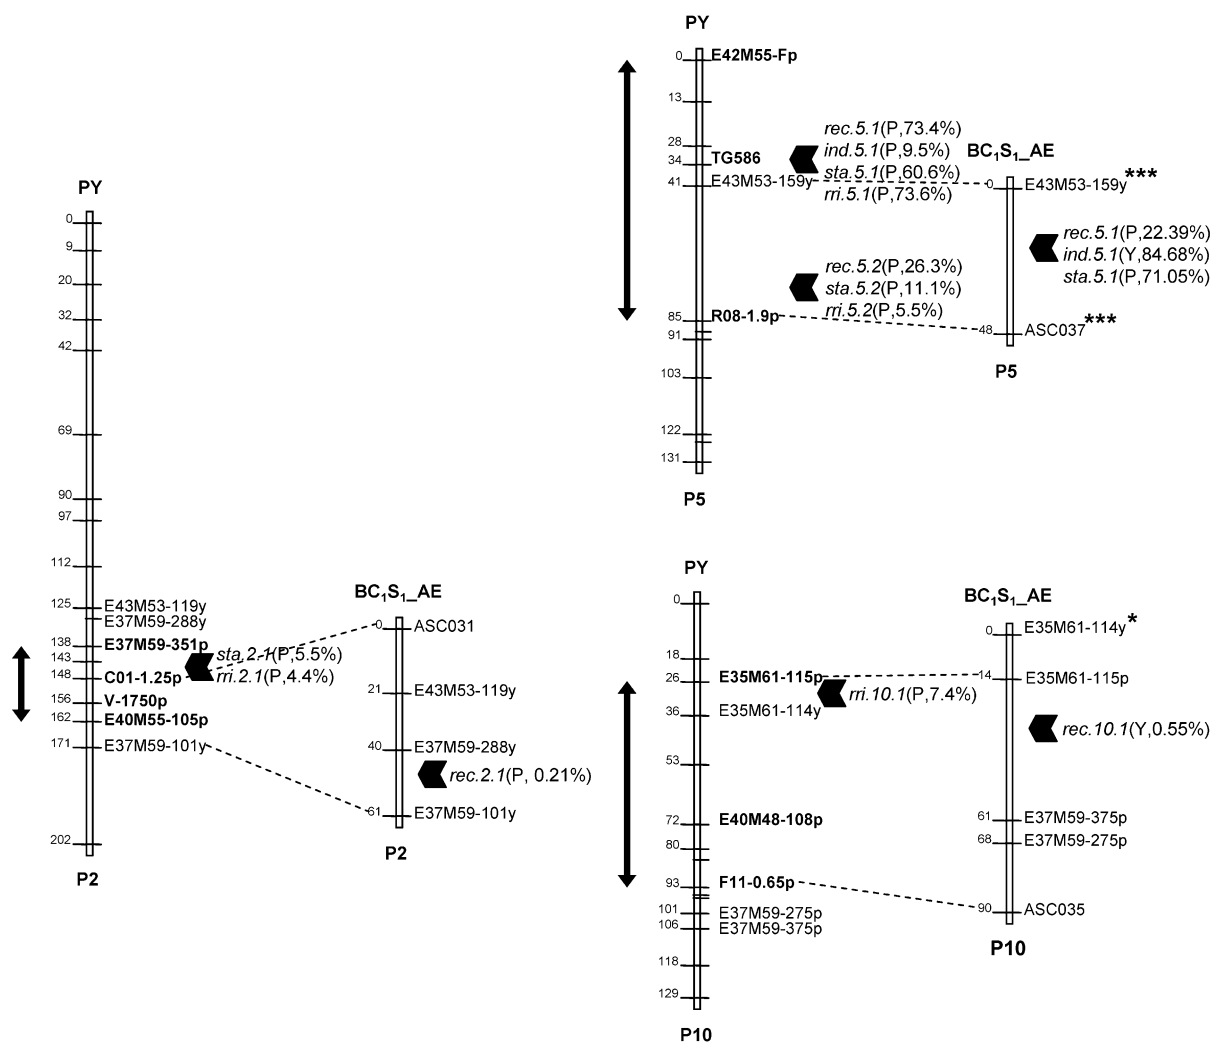 PY
0
9
20
32
42
69
90
97
112
125 E43M53-119y
E37M59-288y
138 E37M59-351p
143
148 C01-1.25p
156 V-1750p
162 E40M55-105p
171 E37M59-101y
202
P2
sta.2.1(P,5.5%)
rri.2.1(P,4.4%)
BC1S1_AE
0 ASC031
21 E43M53-119y
40 E37M59-288y
rec.2.1(P, 0.21%)
61 E37M59-101y
P2
PY
0 E42M55-Fp
13
28
34 TG586
41 E43M53-159y
85 R08-1.9p
91
103
122
131
P5
rec.5.1(P,73.4%)
ind.5.1(P,9.5%)
sta.5.1(P,60.6%)
rri.5.1(P,73.6%)
rec.5.2(P,26.3%)
sta.5.2(P,11.1%)
rri.5.2(P,5.5%)
BC1S1_AE
0 E43M53-159y***
rec.5.1(P,22.39%)
ind.5.1(Y,84.68%)
sta.5.1(P,71.05%)
48 ASC037***
P5
PY
0
18
26 E35M61-115p
36 E35M61-114y
53
72 E40M48-108p
80
93 F11-0.65p
101 E37M59-275p
106 E37M59-375p
118
129
P10
rri.10.1(P,7.4%)
BC1S1_AE
0 E35M61-114y*
14 E35M61-115p
rec.10.1(Y,0.55%)
61 E37M59-375p
68 E37M59-275p
90 ASC035
P10